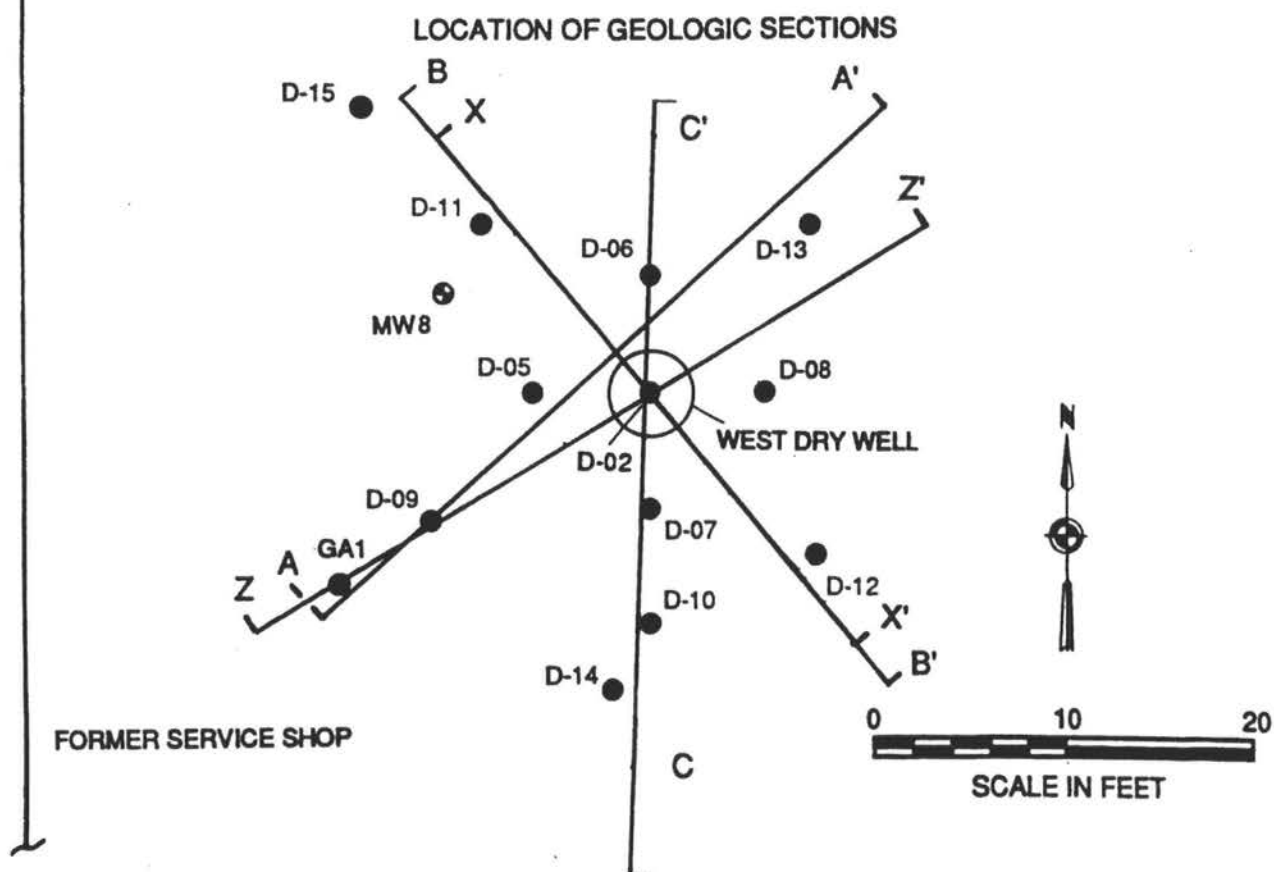 LOCATION OF GEOLOGIC SECTIONS
B
A'
D-15
X
C'
Z'
D-11
D-06
D-13
MW8
D-05
D-08
WEST DRY WELL
D-02
N
D-09
D-07
GA1
A
D-12
Z
D-10
X'
B'
D-14
0 10 20
FORMER SERVICE SHOP
C
SCALE IN FEET